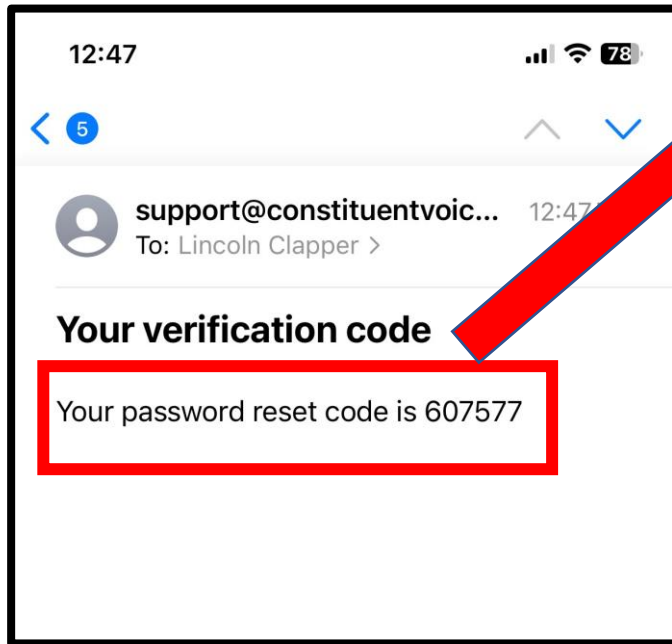 12:47
78
5
support@constituentvoic...
12:47
To: Lincoln Clapper >
Your verification code
Your password reset code is 607577